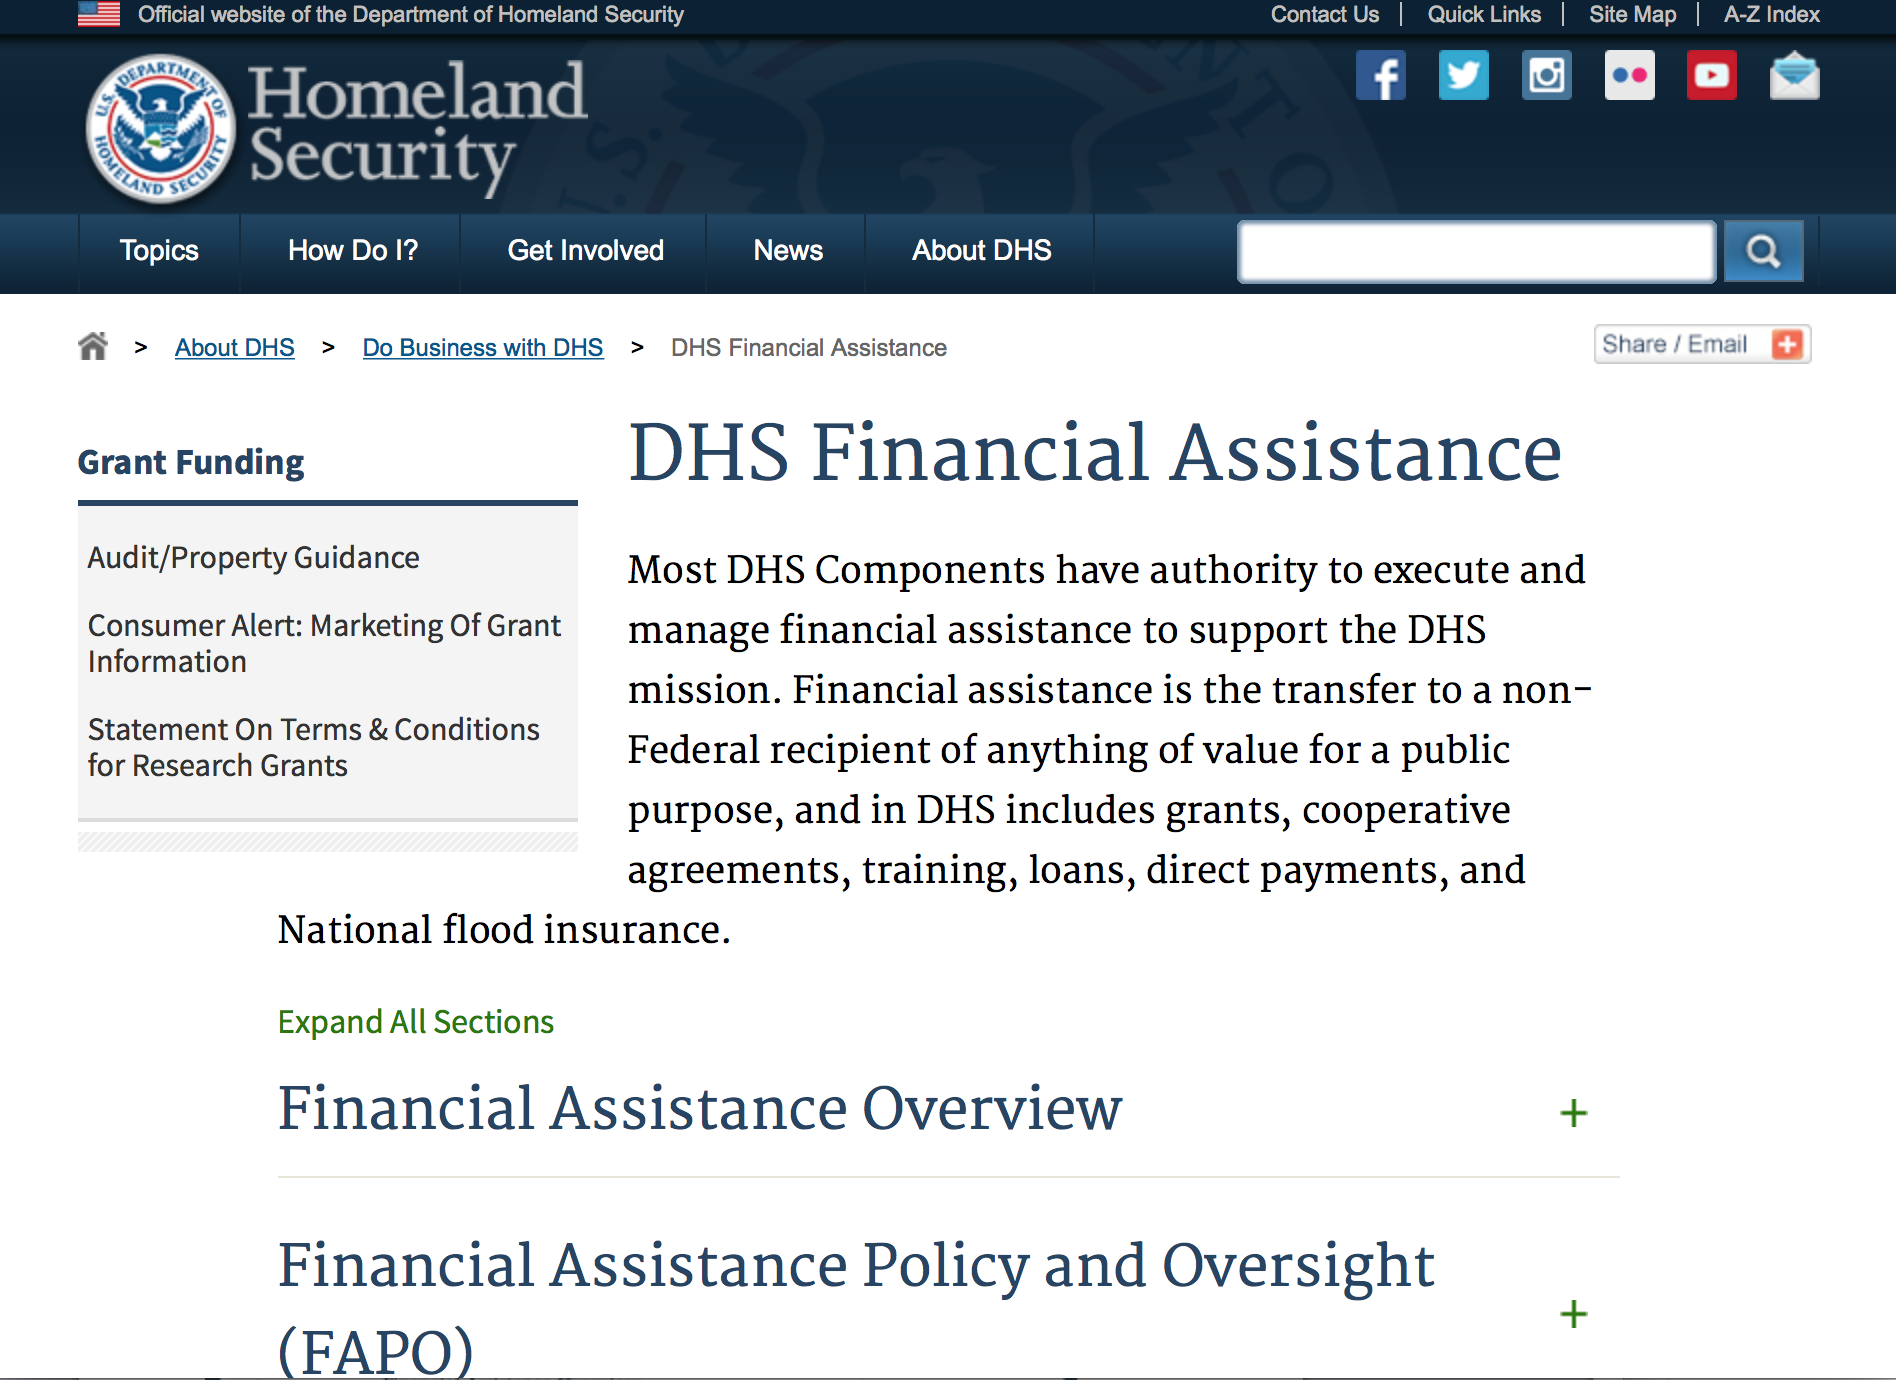 Official website of the Department of Homeland Security
Contact Us | Quick Links | Site Map | A-Z Index
U.S. DEPARTMENT OF HOMELAND SECURITY
Homeland
Security
Topics
How Do I?
Get Involved
News
About DHS
> About DHS > Do Business with DHS > DHS Financial Assistance
Share / Email
Grant Funding
Audit/Property Guidance
Consumer Alert: Marketing Of Grant
Information
Statement On Terms & Conditions
for Research Grants
DHS Financial Assistance
Most DHS Components have authority to execute and
manage financial assistance to support the DHS
mission. Financial assistance is the transfer to a non-
Federal recipient of anything of value for a public
purpose, and in DHS includes grants, cooperative
agreements, training, loans, direct payments, and
National flood insurance.
Expand All Sections
Financial Assistance Overview
+
Financial Assistance Policy and Oversight
(FAPO)
+